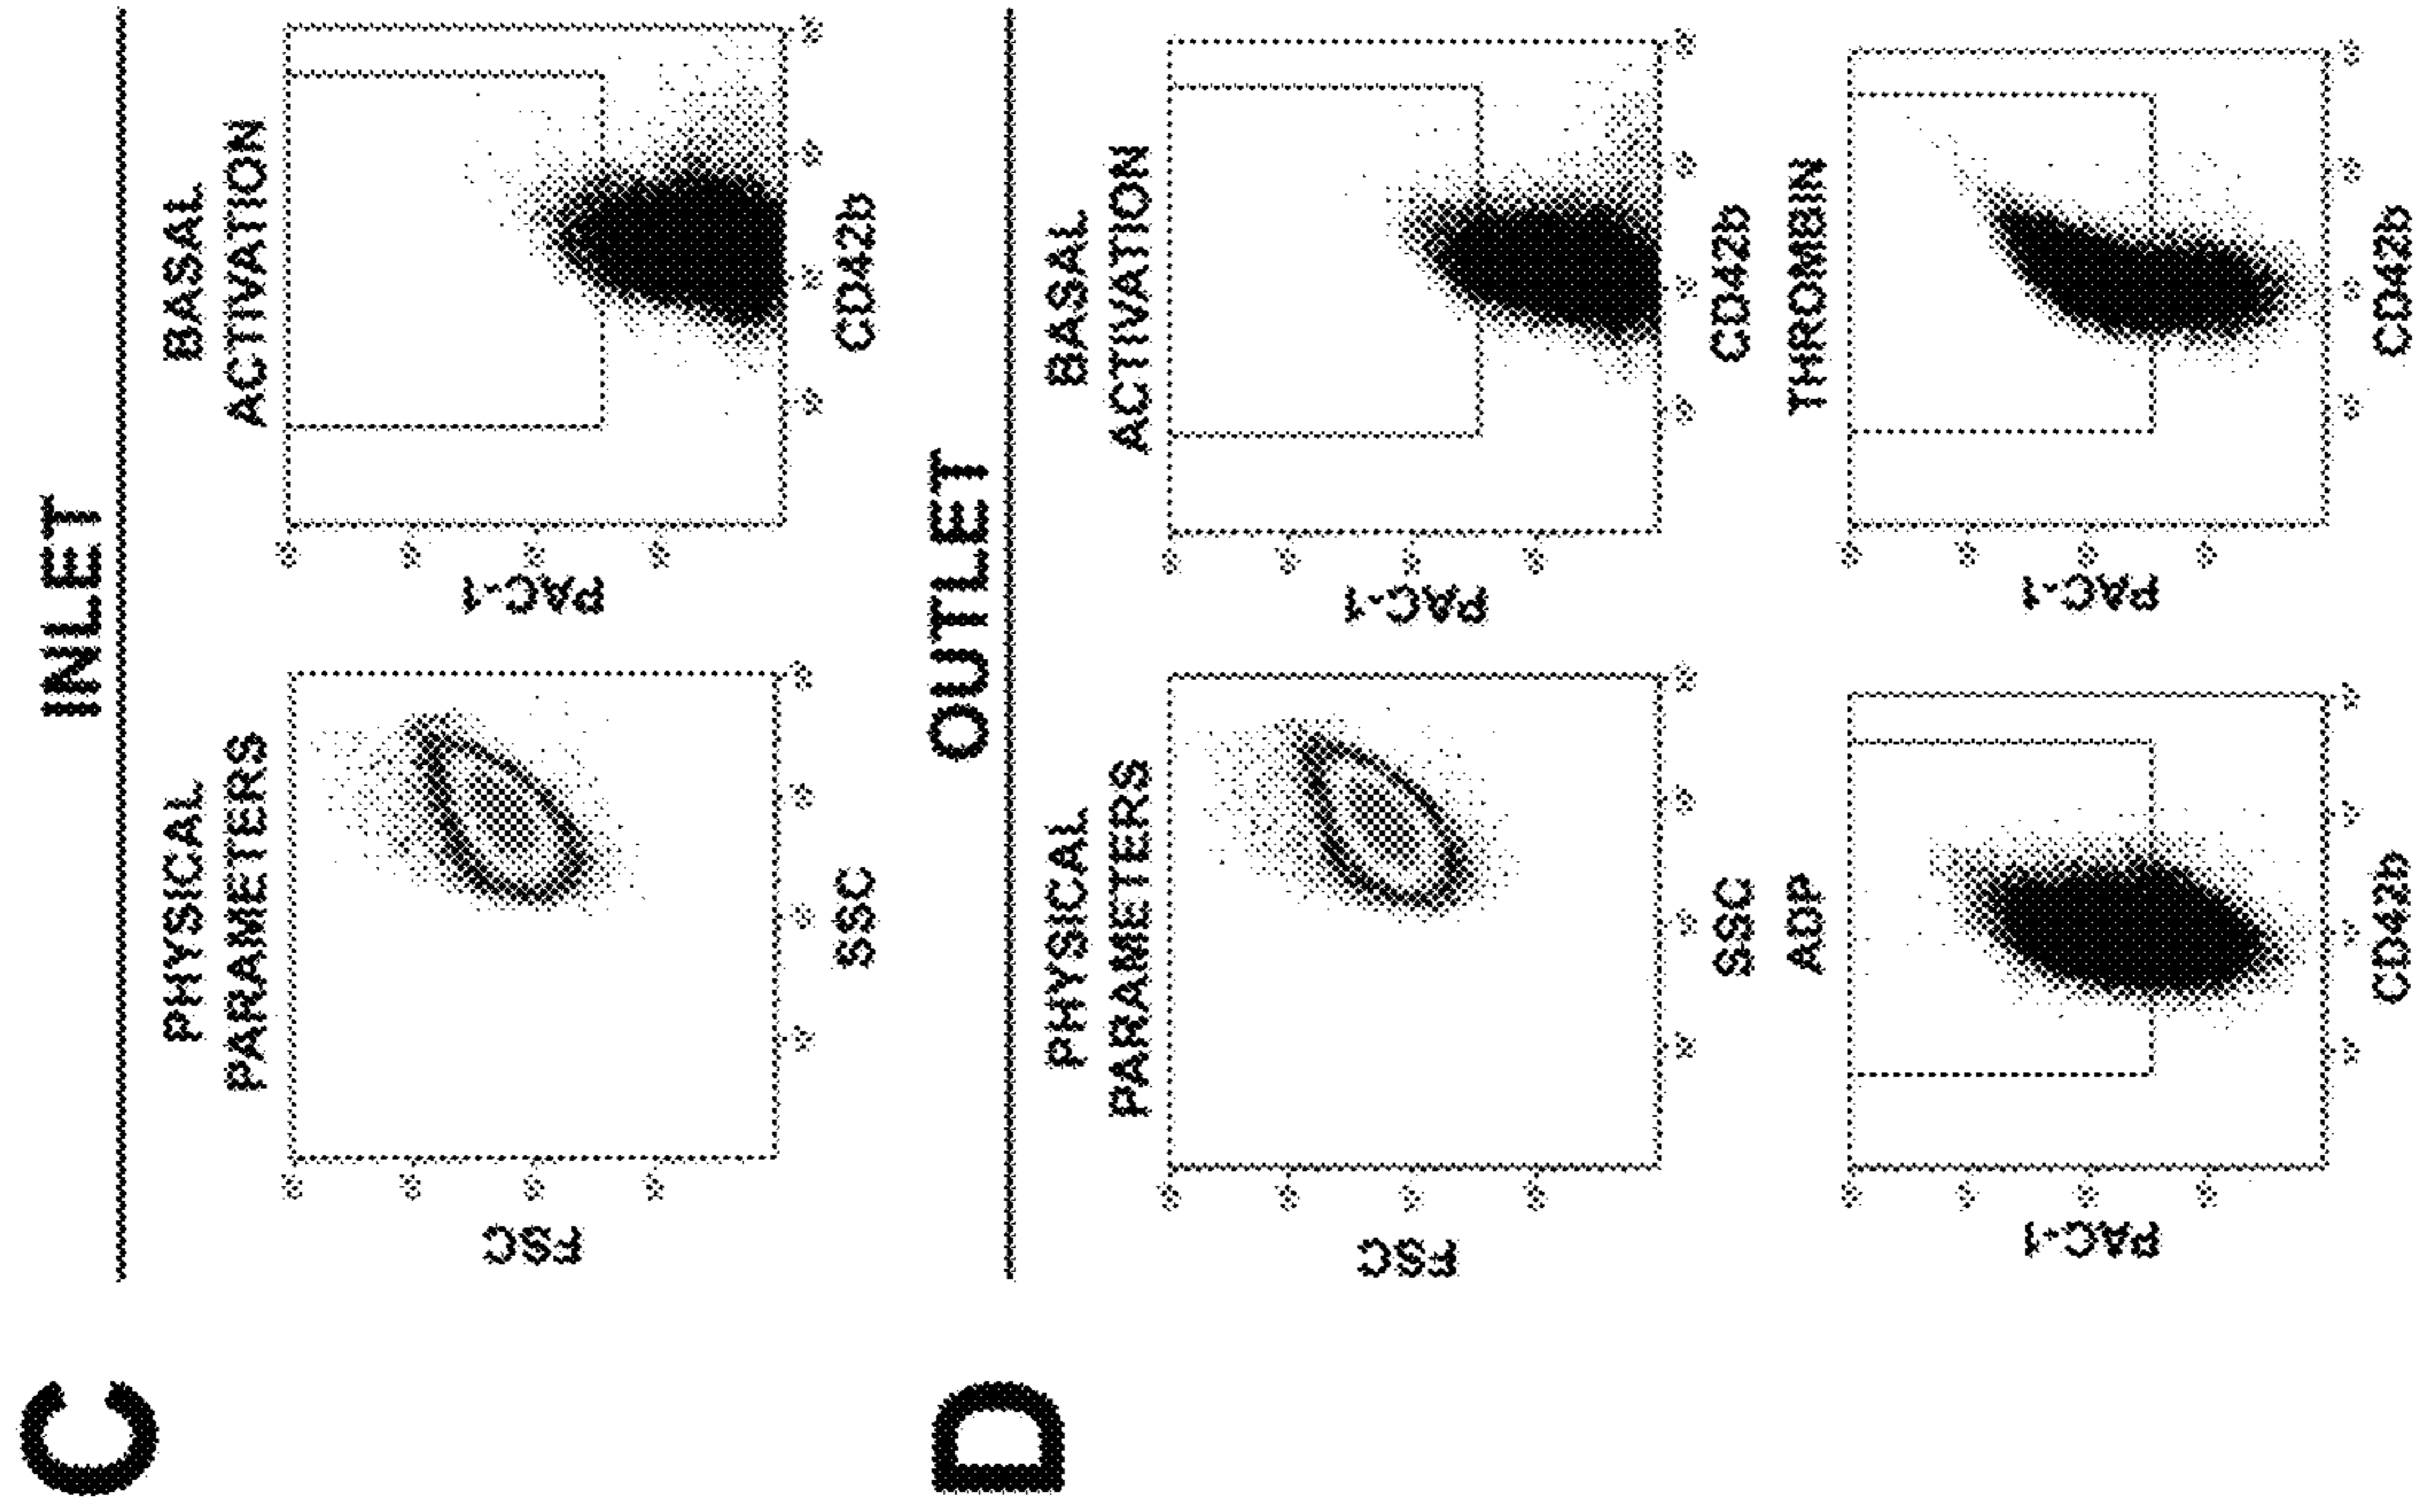 C
INLET
PHYSICAL
PARAMETERS
FSC
SSC
BASAL
ACTIVATION
PAC-1
CD42b
D
OUTLET
PHYSICAL
PARAMETERS
FSC
SSC
BASAL
ACTIVATION
PAC-1
CD42b
ADP
PAC-1
CD42b
THROMBIN
PAC-1
CD42b